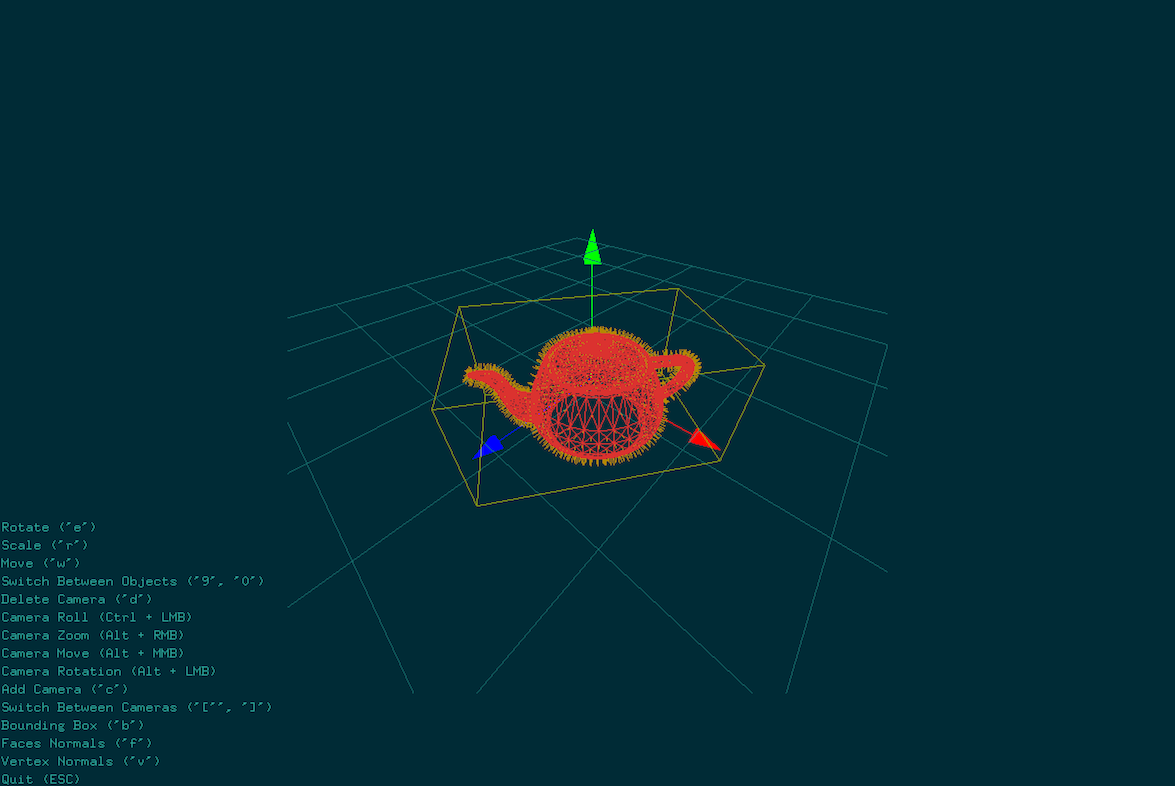 Rotate ("e")
Scale ("r")
Move ("w")
Switch Between Objects ("9", "0")
Delete Camera ("d")
Camera Roll (Ctrl + LMB)
Camera Zoom (Alt + RMB)
Camera Move (Alt + MMB)
Camera Rotation (Alt + LMB)
Add Camera ("c")
Switch Between Cameras ("["", "]")
Bounding Box ("b")
Faces Normals ("f")
Vertex Normals ("v")
Quit (ESC)